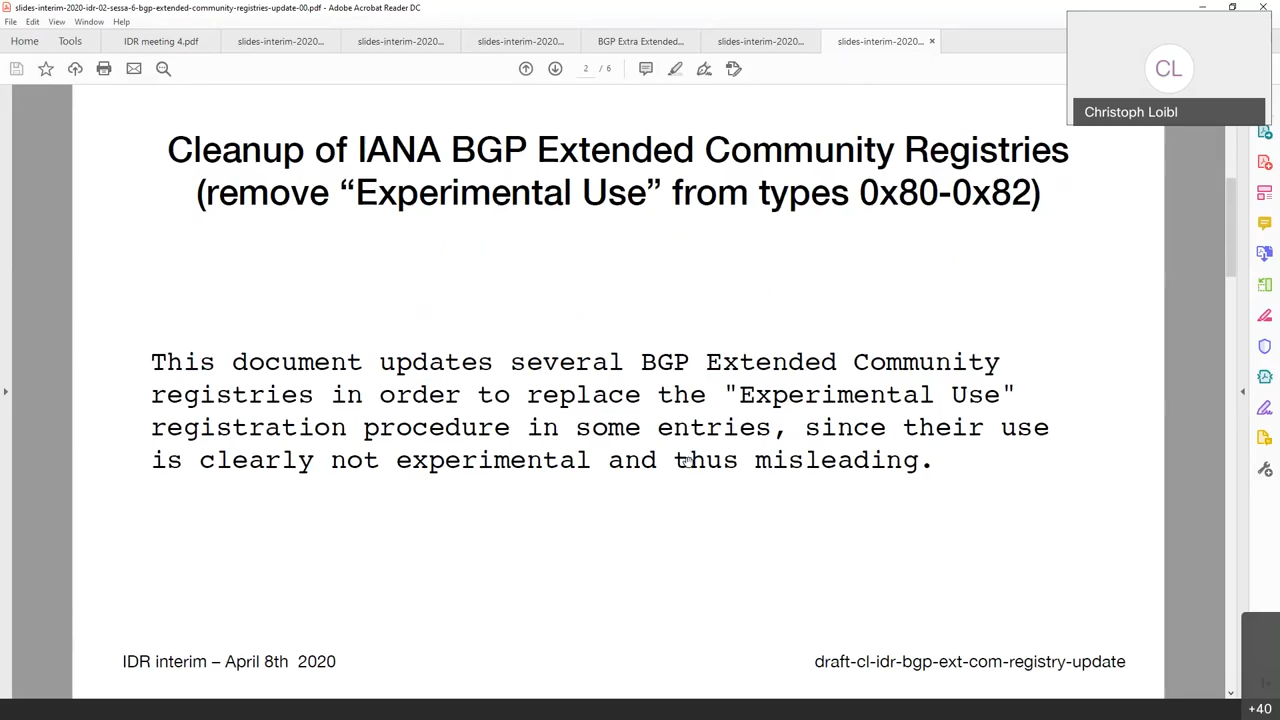 slides-interim-2020-idr-02-sessa-6-bgp-extended-community-registries-update-00.pdf - Adobe Acrobat Reader DC
File Edit View Window Help
Home Tools IDR meeting 4.pdf slides-interim-2020... slides-interim-2020... slides-interim-2020... BGP Extra Extended... slides-interim-2020... slides-interim-2020... ×
2 / 6
CL
Christoph Loibl
Cleanup of IANA BGP Extended Community Registries
(remove “Experimental Use” from types 0x80-0x82)
This document updates several BGP Extended Community
registries in order to replace the "Experimental Use"
registration procedure in some entries, since their use
is clearly not experimental and thus misleading.
IDR interim – April 8th 2020 draft-cl-idr-bgp-ext-com-registry-update
+40